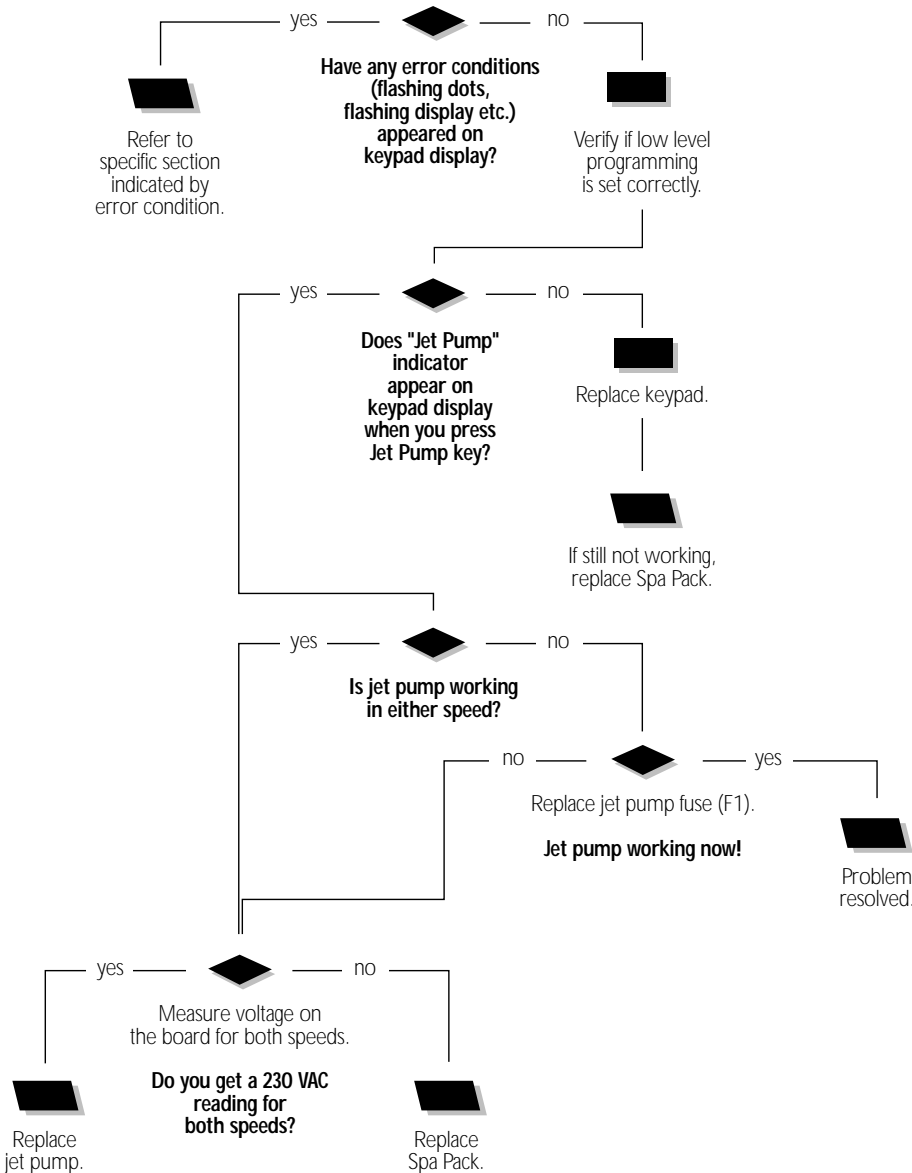 yes
no
Have any error conditions
(flashing dots,
flashing display etc.)
appeared on
keypad display?
Refer to
specific section
indicated by
error condition.
Verify if low level
programming
is set correctly.
yes
no
Does "Jet Pump"
indicator
appear on
keypad display
when you press
Jet Pump key?
Replace keypad.
If still not working,
replace Spa Pack.
yes
no
Is jet pump working
in either speed?
no
yes
Replace jet pump fuse (F1).
Jet pump working now!
Problem
resolved.
yes
no
Measure voltage on
the board for both speeds.
Do you get a 230 VAC
reading for
both speeds?
Replace
jet pump.
Replace
Spa Pack.